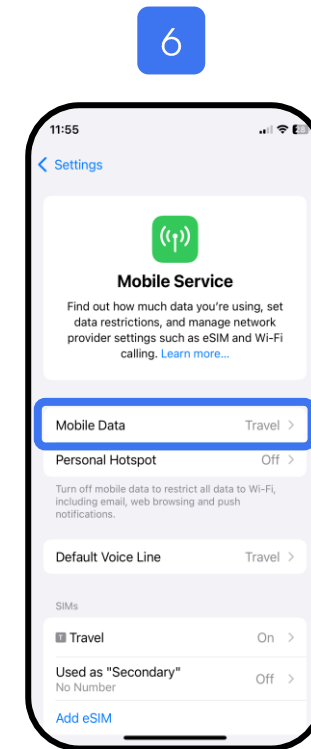 6
11:55
Settings
Mobile Service
Find out how much data you're using, set
data restrictions, and manage network
provider settings such as eSIM and Wi-Fi
calling. Learn more...
Mobile Data Travel
Personal Hotspot Off
Turn off mobile data to restrict all data to Wi-Fi,
including email, web browsing and push
notifications.
Default Voice Line Travel
SIMs
T Travel On
Used as "Secondary" Off
No Number
Add eSIM